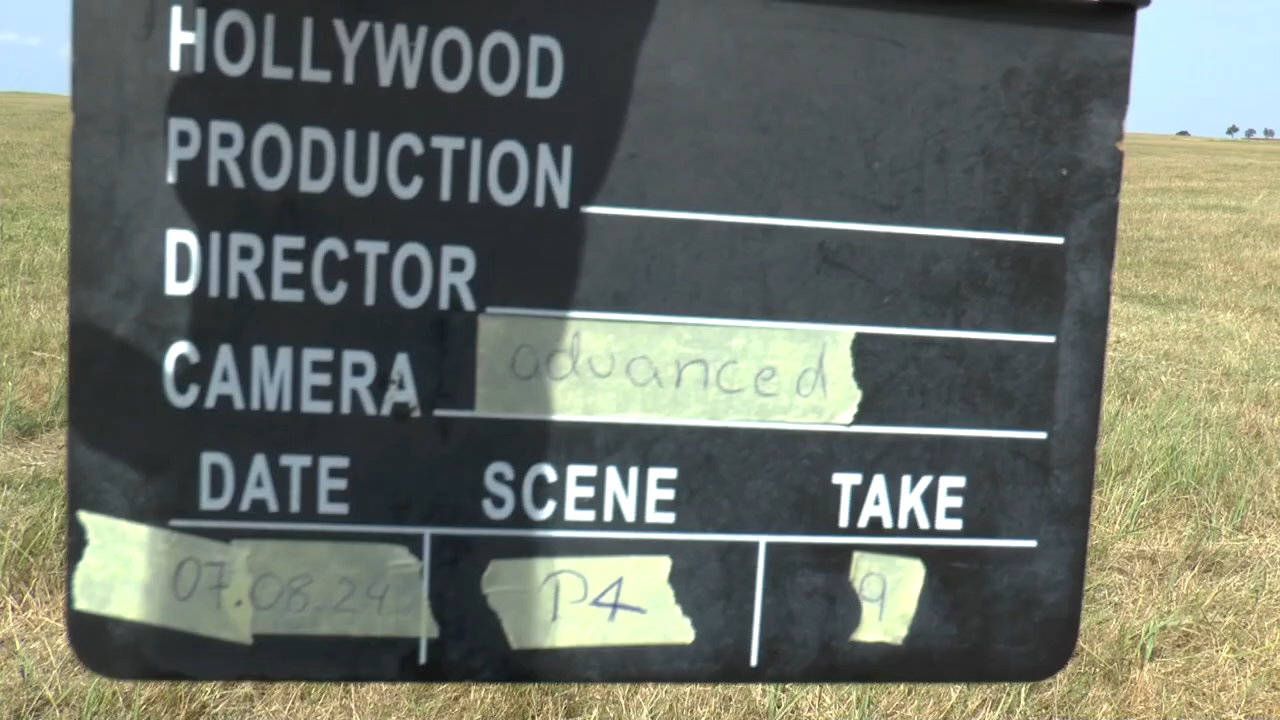 HOLLYWOOD
PRODUCTION
DIRECTOR
CAMERA advanced
DATE SCENE TAKE
07.08.24 P4 9